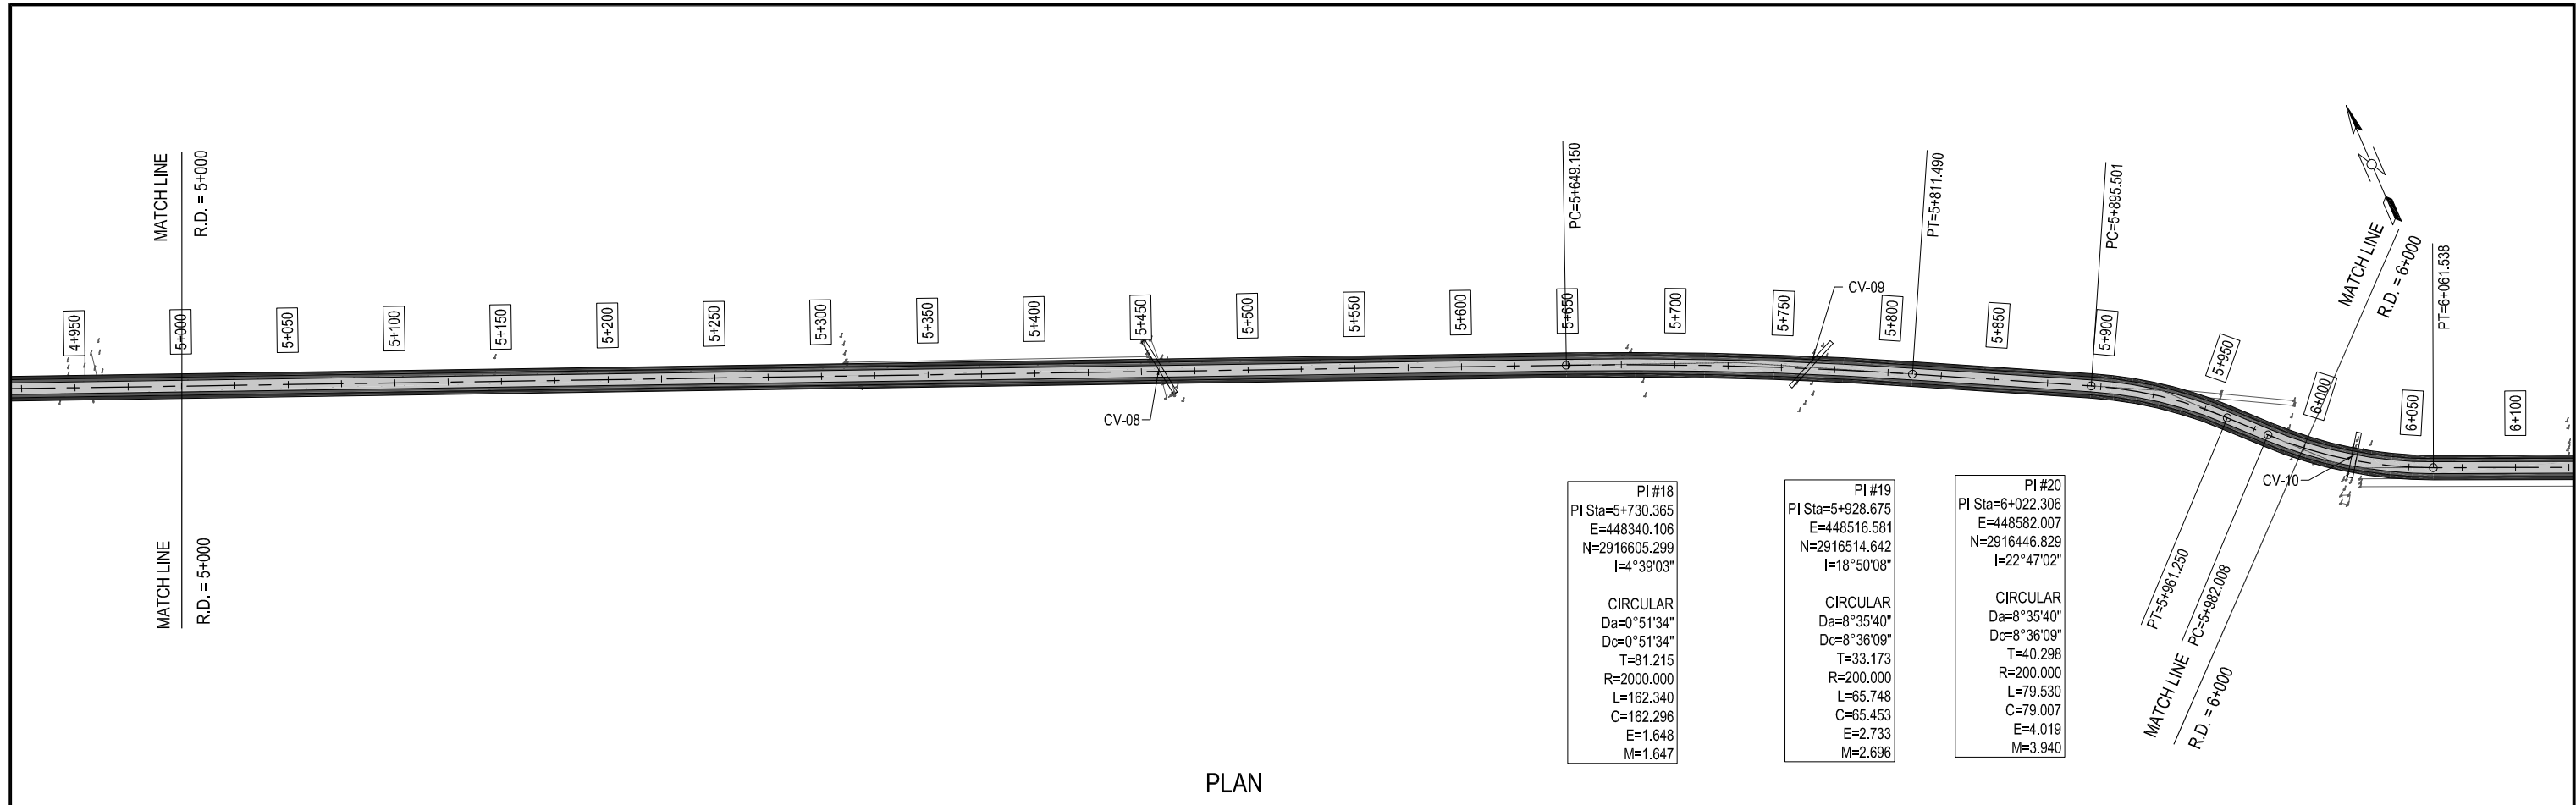 MATCH LINE
R.D. = 5+000
PC=5+649.150
PT=5+811.490
PC=5+895.501
MATCH LINE
R.D. = 6+000
PT=6+061.538
4+950
5+000
5+050
5+100
5+150
5+200
5+250
5+300
5+350
5+400
5+450
5+500
5+550
5+600
5+650
5+700
5+750
CV-09
5+800
5+850
5+900
5+950
6+000
6+050
6+100
CV-08
CV-10
MATCH LINE
R.D. = 5+000
PI #18
PI Sta=5+730.365
E=448340.106
N=2916605.299
I=4°39'03"
CIRCULAR
Da=0°51'34"
Dc=0°51'34"
T=81.215
R=2000.000
L=162.340
C=162.296
E=1.648
M=1.647
PI #19
PI Sta=5+928.675
E=448516.581
N=2916514.642
I=18°50'08"
CIRCULAR
Da=8°35'40"
Dc=8°36'09"
T=33.173
R=200.000
L=65.748
C=65.453
E=2.733
M=2.696
PI #20
PI Sta=6+022.306
E=448582.007
N=2916446.829
I=22°47'02"
CIRCULAR
Da=8°35'40"
Dc=8°36'09"
T=40.298
R=200.000
L=79.530
C=79.007
E=4.019
M=3.940
PT=5+961.250
PC=5+982.008
MATCH LINE
R.D. = 6+000
PLAN